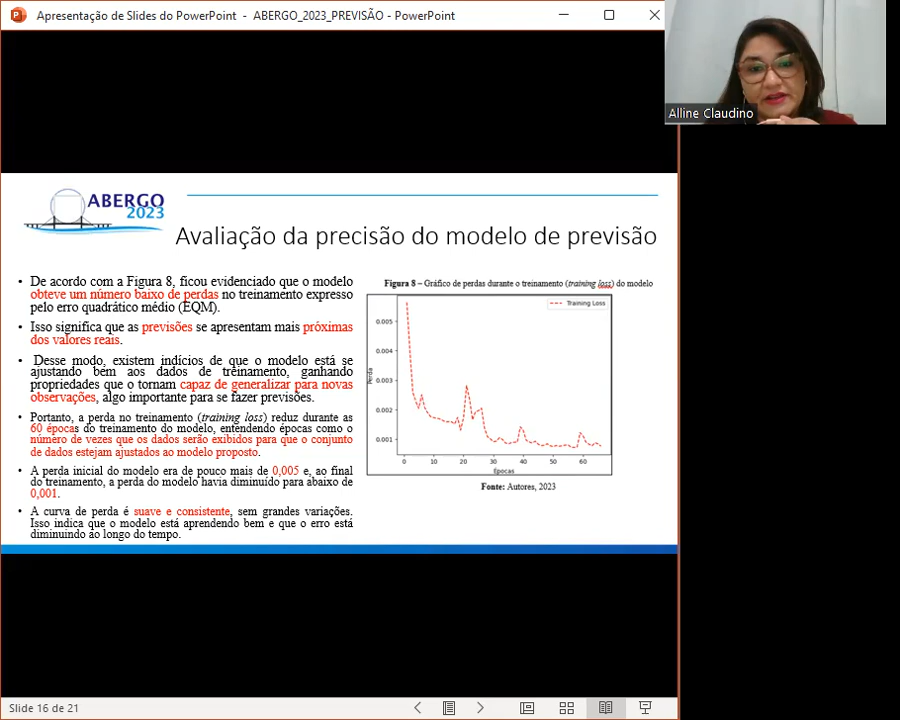 Apresentação de Slides do PowerPoint - ABERGO_2023_PREVISÃO - PowerPoint
Alline Claudino
ABERGO
2023
Avaliação da precisão do modelo de previsão
• De acordo com a Figura 8, ficou evidenciado que o modelo
obteve um número baixo de perdas no treinamento expresso
pelo erro quadrático médio (EQM).
• Isso significa que as previsões se apresentam mais próximas
dos valores reais.
• Desse modo, existem indícios de que o modelo está se
ajustando bem aos dados de treinamento, ganhando
propriedades que o tornam capaz de generalizar para novas
observações, algo importante para se fazer previsões.
• Portanto, a perda no treinamento (training loss) reduz durante as
60 épocas do treinamento do modelo, entendendo épocas como o
número de vezes que os dados serão exibidos para que o conjunto
de dados estejam ajustados ao modelo proposto.
• A perda inicial do modelo era de pouco mais de 0,005 e, ao final
do treinamento, a perda do modelo havia diminuído para abaixo de
0,001.
• A curva de perda é suave e consistente, sem grandes variações.
Isso indica que o modelo está aprendendo bem e que o erro está
diminuindo ao longo do tempo.
Figura 8 – Gráfico de perdas durante o treinamento (training loss) do modelo
Training Loss
0.005
0.004
0.003
0.002
0.001
Perda
0 10 20 30 40 50 60
Épocas
Fonte: Autores, 2023
Slide 16 de 21